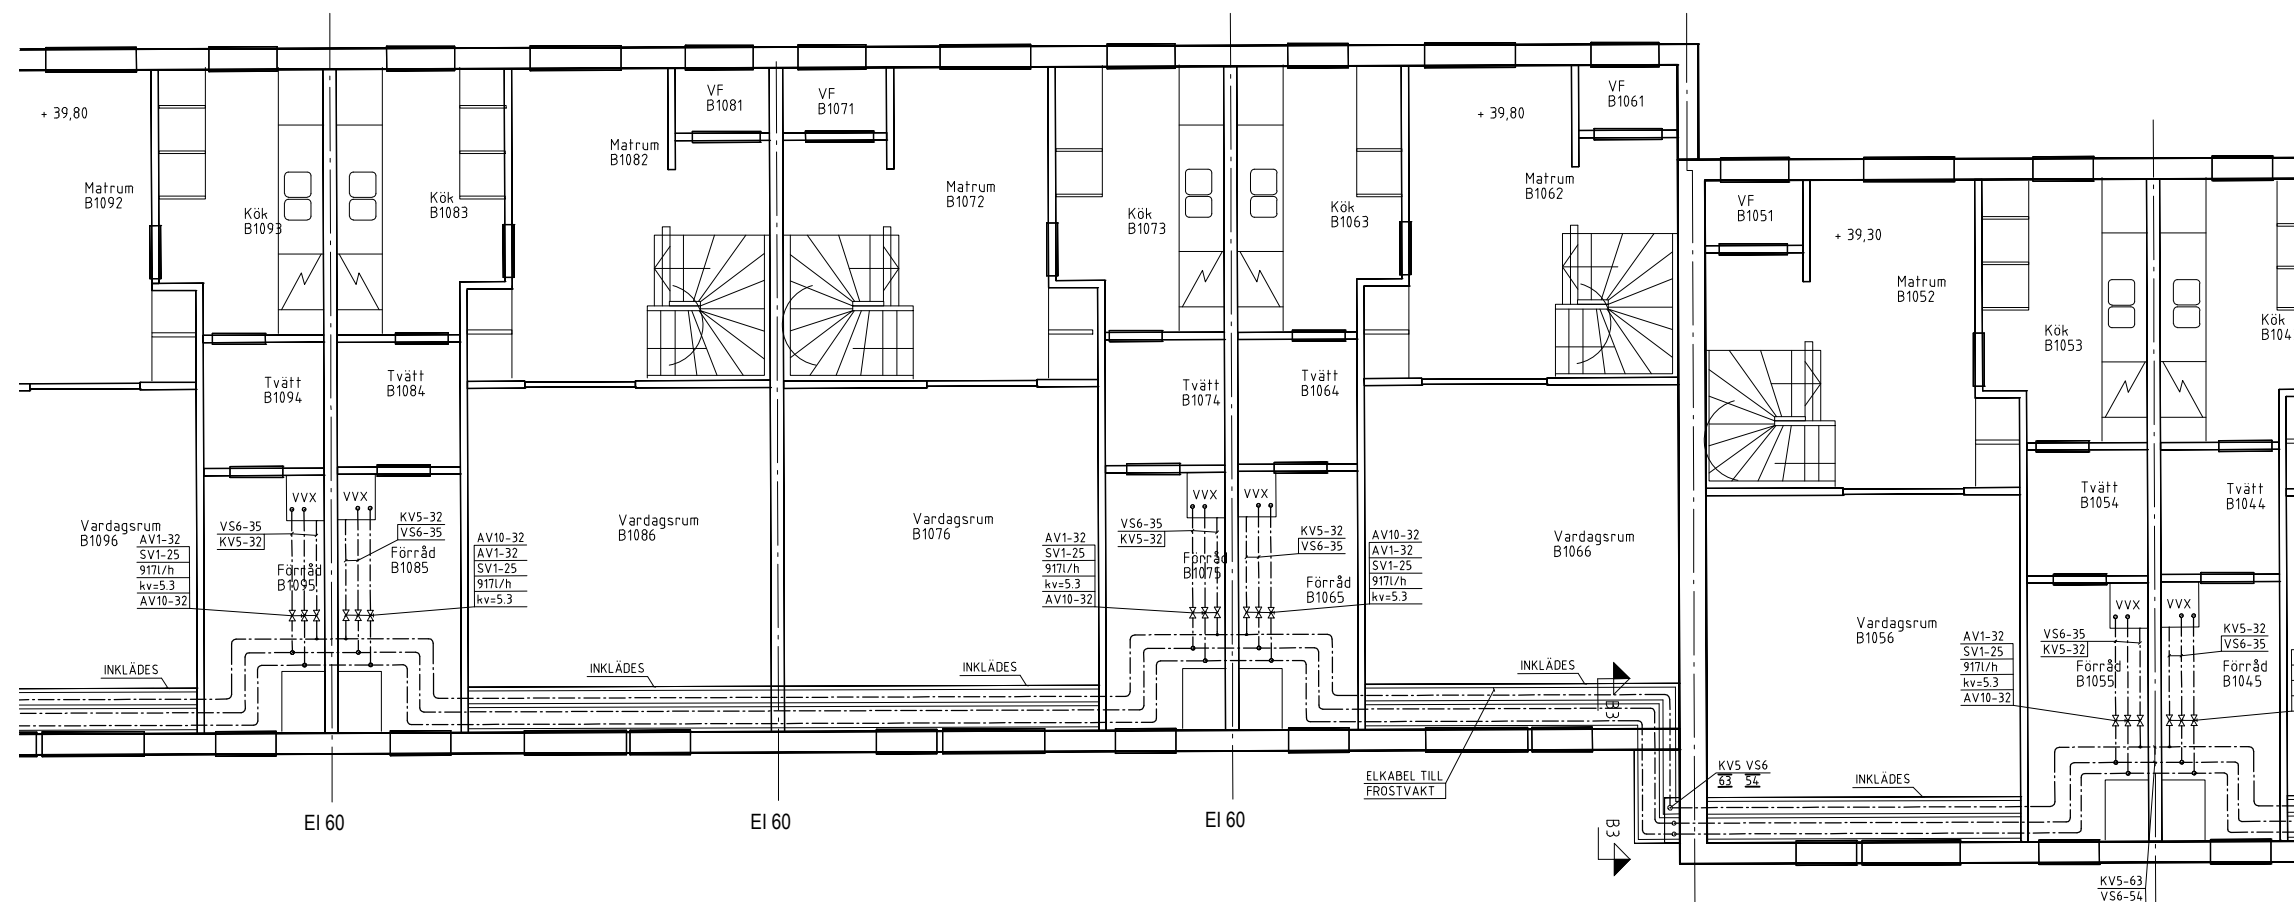 + 39,80
Matrum
B1092
Kök
B1093
Kök
B1083
Matrum
B1082
VF
B1081
VF
B1071
Matrum
B1072
Kök
B1073
Kök
B1063
+ 39,80
Matrum
B1062
VF
B1061
VF
B1051
+ 39,30
Matrum
B1052
Kök
B1053
Kök
B104
Tvätt
B1094
Tvätt
B1084
Tvätt
B1074
Tvätt
B1064
Tvätt
B1054
Tvätt
B1044
Vardagsrum
B1096
AV1-32
SV1-25
917l/h
kv=5.3
AV10-32
VS6-35
KV5-32
VVX
VVX
Förråd
B1095
KV5-32
VS6-35
Förråd
B1085
AV10-32
AV1-32
SV1-25
917l/h
kv=5.3
Vardagsrum
B1086
Vardagsrum
B1076
AV1-32
SV1-25
917l/h
kv=5.3
AV10-32
VS6-35
KV5-32
VVX
VVX
Förråd
B1075
KV5-32
VS6-35
Förråd
B1065
AV10-32
AV1-32
SV1-25
917l/h
kv=5.3
Vardagsrum
B1066
Vardagsrum
B1056
AV1-32
SV1-25
917l/h
kv=5.3
AV10-32
VS6-35
KV5-32
VVX
VVX
Förråd
B1055
KV5-32
VS6-35
Förråd
B1045
INKLÄDES
INKLÄDES
INKLÄDES
INKLÄDES
INKLÄDES
B3
B3
ELKABEL TILL
FROSTVAKT
KV5 VS6
63 54
EI 60
EI 60
EI 60
KV5-63
VS6-54